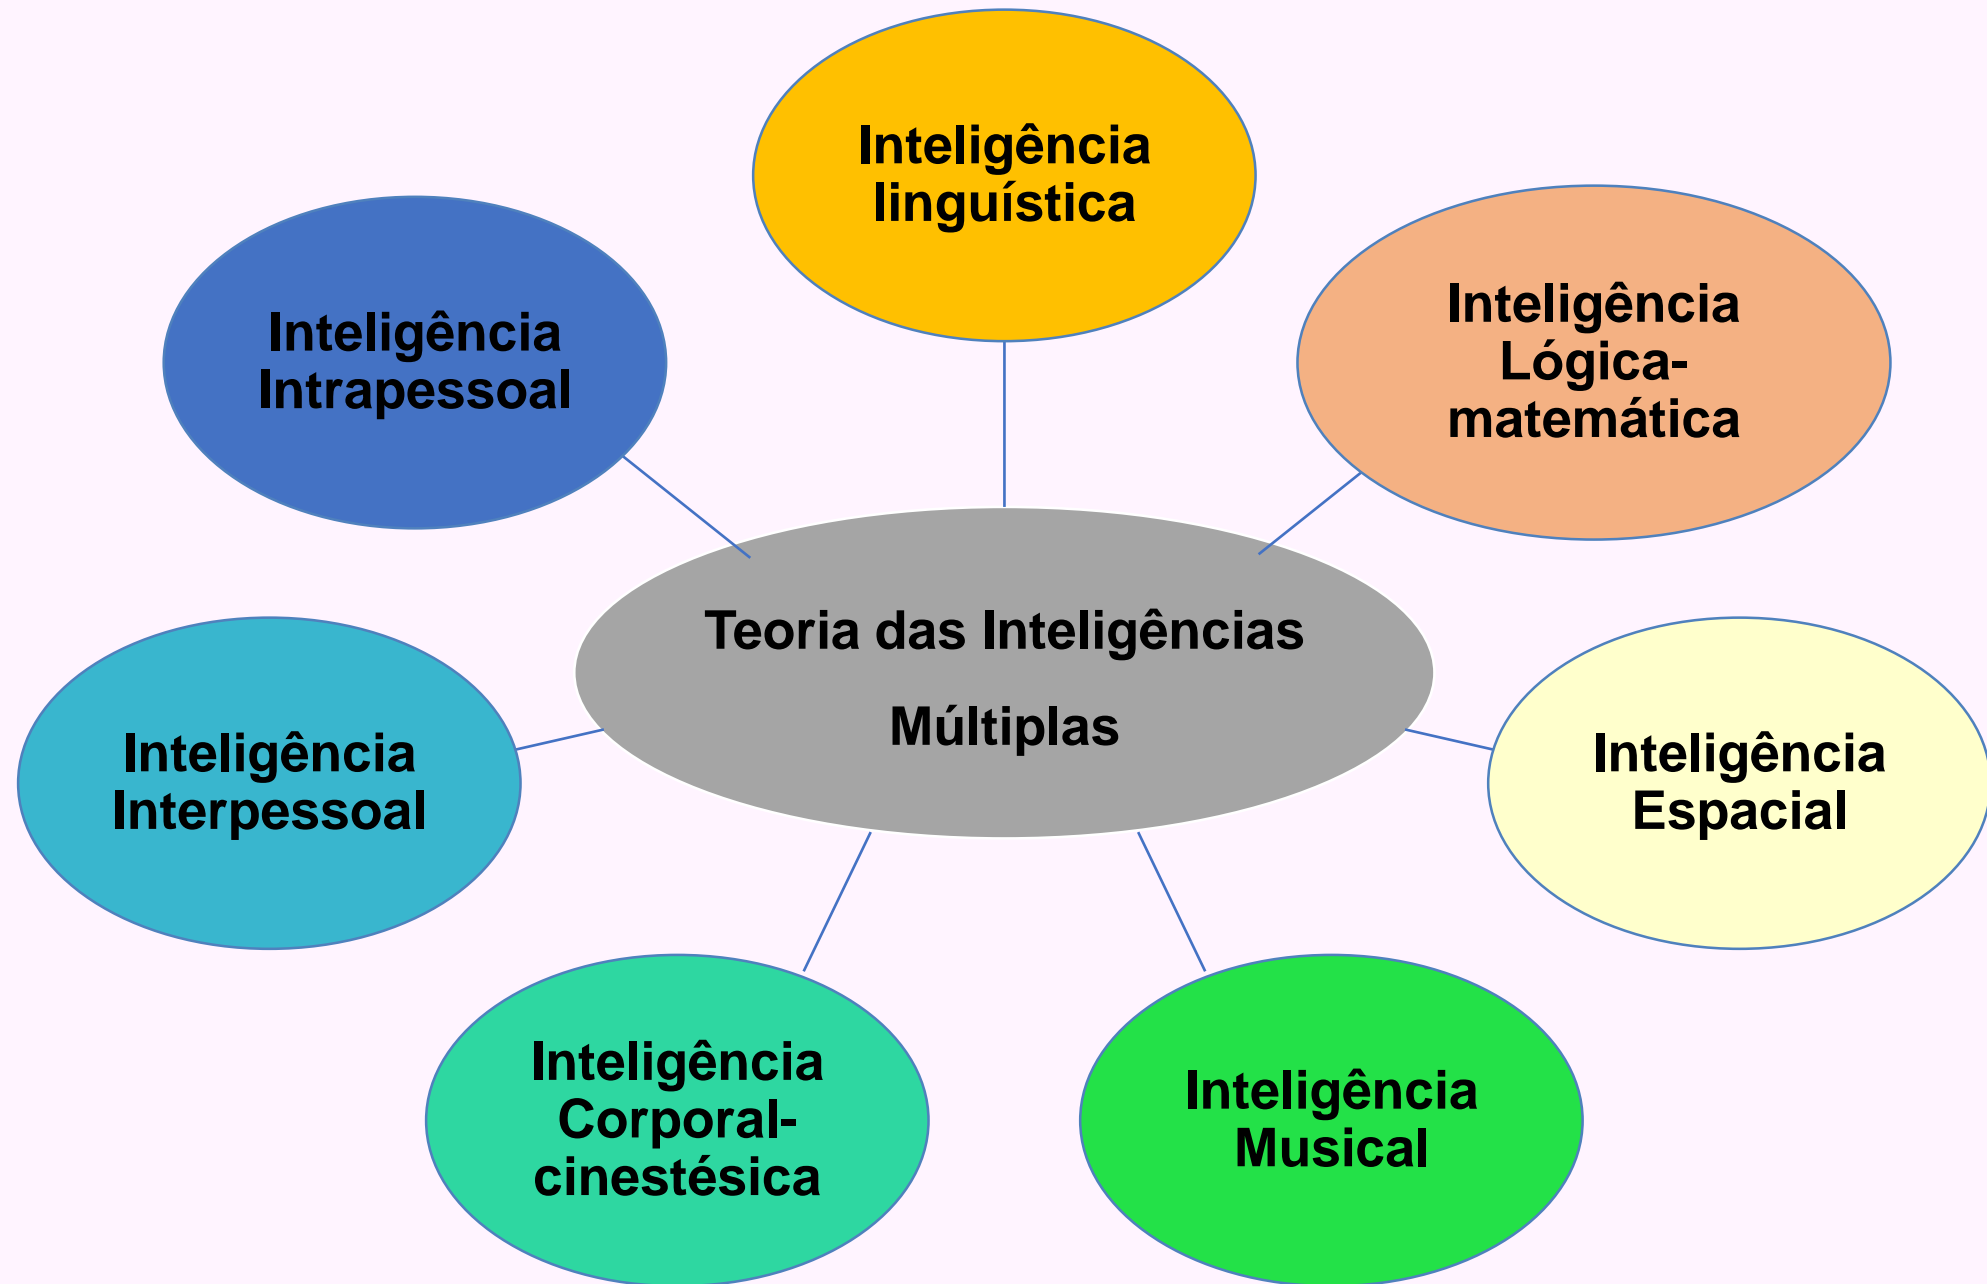 Inteligência
linguística
Inteligência
Lógica-
matemática
Inteligência
Espacial
Inteligência
Musical
Inteligência
Corporal-
cinestésica
Inteligência
Interpessoal
Inteligência
Intrapessoal
Teoria das Inteligências
Múltiplas